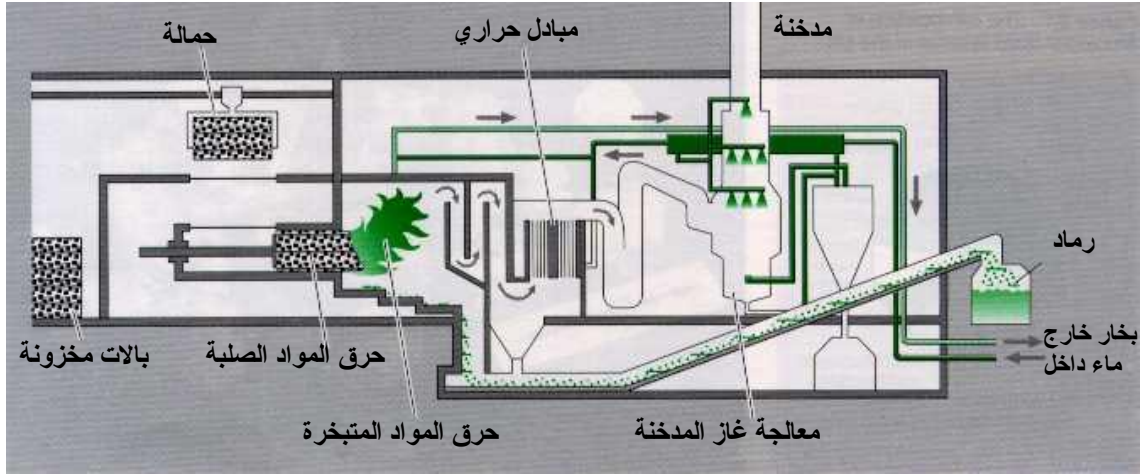 حمالة
مبادل حراري
مدخنة
رماد
بخار خارج
ماء داخل
بالات مخزونة
حرق المواد الصلبة
حرق المواد المتبخرة
معالجة غاز المدخنة